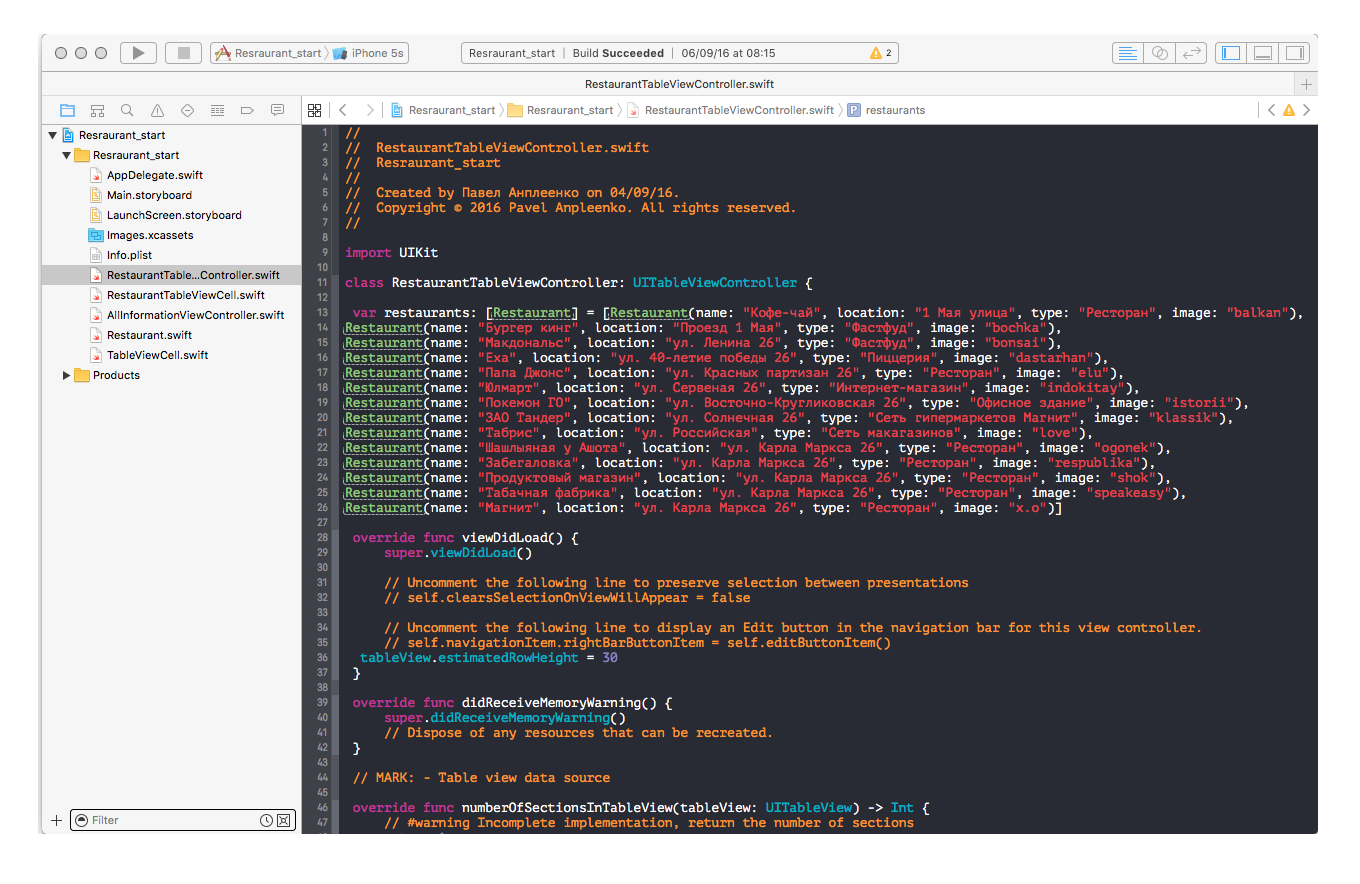 Resraurant_start iPhone 5s Resraurant_start | Build Succeeded | 06/09/16 at 08:15 2
RestaurantTableViewController.swift
Resraurant_start Resraurant_start RestaurantTableViewController.swift P restaurants
Resraurant_start
Resraurant_start
AppDelegate.swift
Main.storyboard
LaunchScreen.storyboard
Images.xcassets
Info.plist
RestaurantTable...Controller.swift
RestaurantTableViewCell.swift
AllInformationViewController.swift
Restaurant.swift
TableViewCell.swift
Products
Filter
1 //
2 // RestaurantTableViewController.swift
3 // Resraurant_start
4 //
5 // Created by Павел Анплеенко on 04/09/16.
6 // Copyright © 2016 Pavel Anpleenko. All rights reserved.
7 //
8
9 import UIKit
10
11 class RestaurantTableViewController: UITableViewController {
12
13 var restaurants: [Restaurant] = [Restaurant(name: "Кофе-чай", location: "1 Мая улица", type: "Ресторан", image: "balkan"),
14 Restaurant(name: "Бургер кинг", location: "Проезд 1 Мая", type: "Фастфуд", image: "bochka"),
15 Restaurant(name: "Макдональс", location: "ул. Ленина 26", type: "Фастфуд", image: "bonsai"),
16 Restaurant(name: "Еха", location: "ул. 40-летие победы 26", type: "Пиццерия", image: "dastarhan"),
17 Restaurant(name: "Папа Джонс", location: "ул. Красных партизан 26", type: "Ресторан", image: "elu"),
18 Restaurant(name: "Юлмарт", location: "ул. Сервеная 26", type: "Интернет-магазин", image: "indokitay"),
19 Restaurant(name: "Покемон ГО", location: "ул. Восточно-Кругликовская 26", type: "Офисное здание", image: "istorii"),
20 Restaurant(name: "ЗАО Тандер", location: "ул. Солнечная 26", type: "Сеть гипермаркетов Магнит", image: "klassik"),
21 Restaurant(name: "Табрис", location: "ул. Российская", type: "Сеть макагазинов", image: "love"),
22 Restaurant(name: "Шашлыяная у Ашота", location: "ул. Карла Маркса 26", type: "Ресторан", image: "ogonek"),
23 Restaurant(name: "Забегаловка", location: "ул. Карла Маркса 26", type: "Ресторан", image: "respublika"),
24 Restaurant(name: "Продуктовый магазин", location: "ул. Карла Маркса 26", type: "Ресторан", image: "shok"),
25 Restaurant(name: "Табачная фабрика", location: "ул. Карла Маркса 26", type: "Ресторан", image: "speakeasy"),
26 Restaurant(name: "Магнит", location: "ул. Карла Маркса 26", type: "Ресторан", image: "x.o")]
27
28 override func viewDidLoad() {
29 super.viewDidLoad()
30
31 // Uncomment the following line to preserve selection between presentations
32 // self.clearsSelectionOnViewWillAppear = false
33
34 // Uncomment the following line to display an Edit button in the navigation bar for this view controller.
35 // self.navigationItem.rightBarButtonItem = self.editButtonItem()
36 tableView.estimatedRowHeight = 30
37 }
38
39 override func didReceiveMemoryWarning() {
40 super.didReceiveMemoryWarning()
41 // Dispose of any resources that can be recreated.
42 }
43
44 // MARK: - Table view data source
45
46 override func numberOfSectionsInTableView(tableView: UITableView) -> Int {
47 // #warning Incomplete implementation, return the number of sections